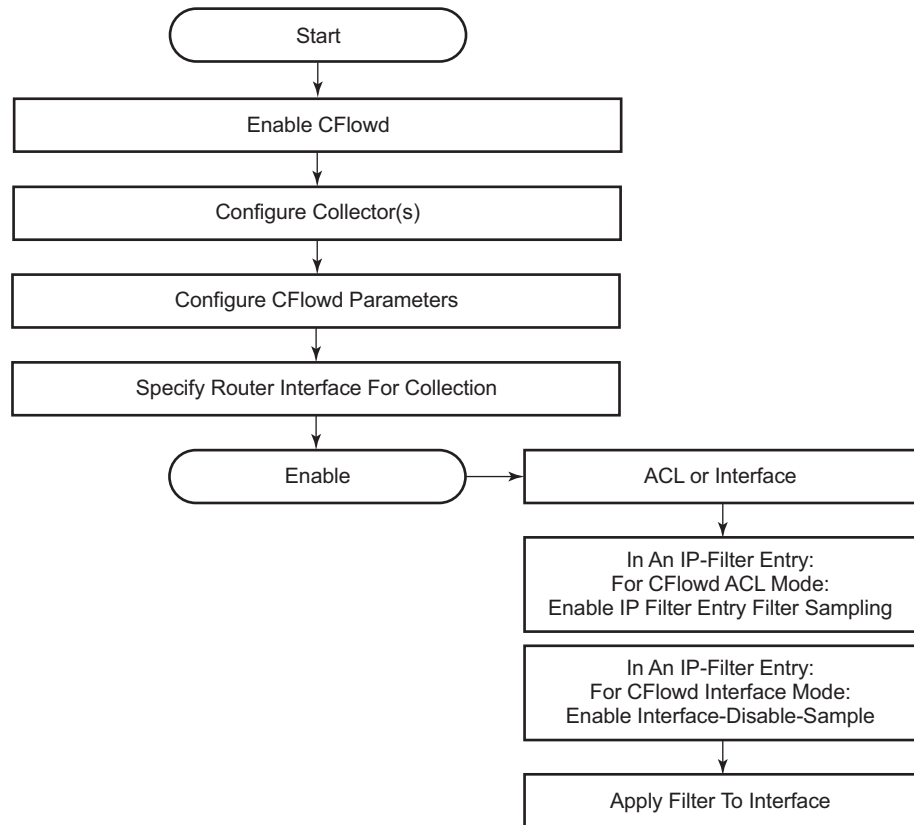 Start
Enable CFlowd
Configure Collector(s)
Configure CFlowd Parameters
Specify Router Interface For Collection
Enable
ACL or Interface
In An IP-Filter Entry:
For CFlowd ACL Mode:
Enable IP Filter Entry Filter Sampling
In An IP-Filter Entry:
For CFlowd Interface Mode:
Enable Interface-Disable-Sample
Apply Filter To Interface